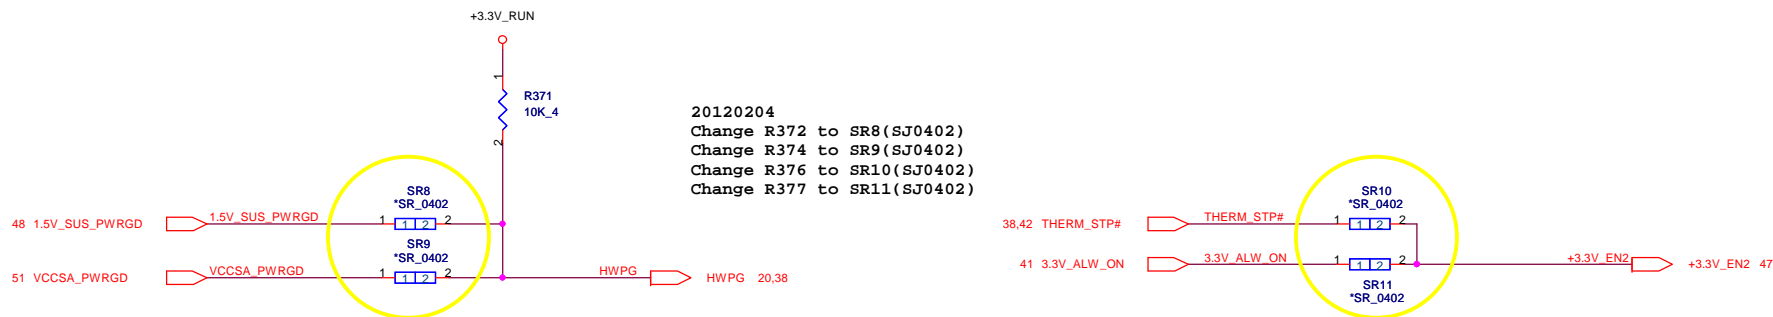 +3.3V_RUN
1
R371
10K_4
2
20120204
Change R372 to SR8(SJ0402)
Change R374 to SR9(SJ0402)
Change R376 to SR10(SJ0402)
Change R377 to SR11(SJ0402)
SR8
*SR_0402
48 1.5V_SUS_PWRGD 1.5V_SUS_PWRGD 1 1 2 2
SR9
*SR_0402
51 VCCSA_PWRGD VCCSA_PWRGD 1 1 2 2 HWPG HWPG 20,38
SR10
*SR_0402
38,42 THERM_STP# THERM_STP# 1 1 2 2
41 3.3V_ALW_ON 3.3V_ALW_ON 1 1 2 2 +3.3V_EN2 +3.3V_EN2 47
SR11
*SR_0402